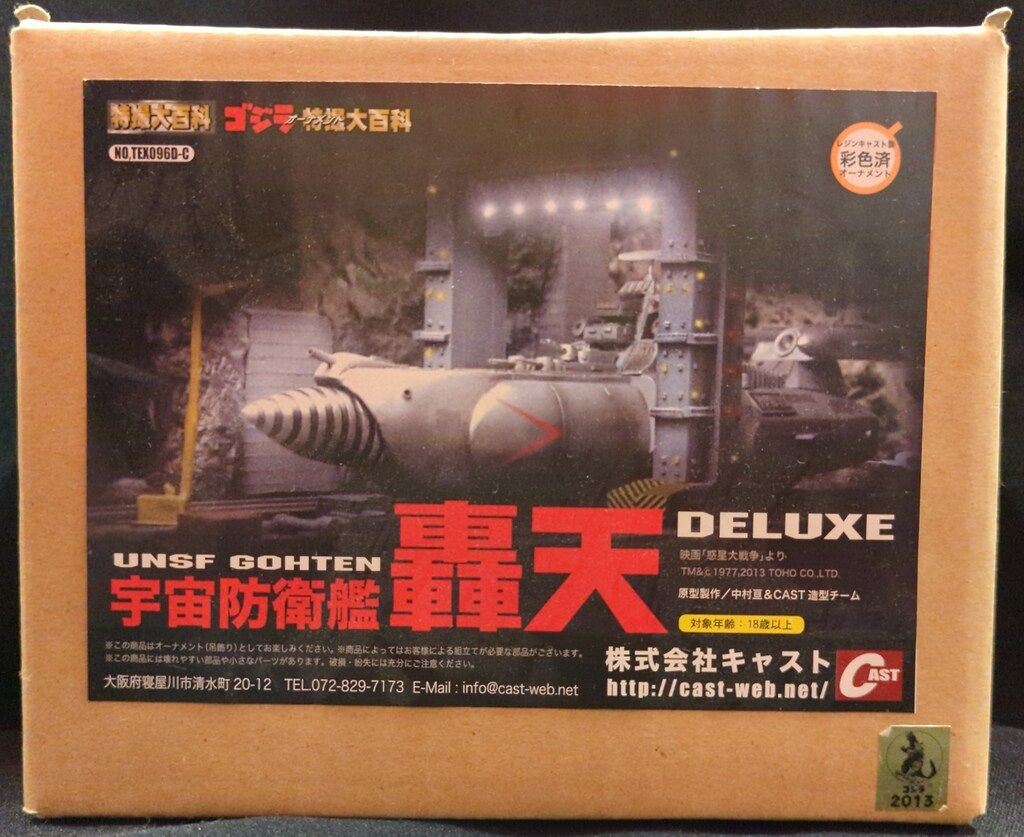 特撮大百科 ゴジラオーナメント特撮大百科
NO,TEX096D-C
レジンキャスト製
彩色済
オーナメント
UNSF GOHTEN
宇宙防衛艦
轟天
DELUXE
映画「惑星大戦争」より
TM&©1977,2013 TOHO CO.,LTD.
原型製作／中村亘&CAST 造型チーム
対象年齢：18歳以上
※この商品はオーナメント(吊飾り)としてお楽しみください。※商品によってはお客様による組立てが必要な部品がございます。
※この商品には壊れやすい部品や小さなパーツがあります。破損・紛失には充分にご注意ください。
大阪府寝屋川市清水町 20-12 TEL.072-829-7173 E-Mail : info@cast-web.net
株式会社キャスト
http://cast-web.net/
CAST
ゴジラ
2013